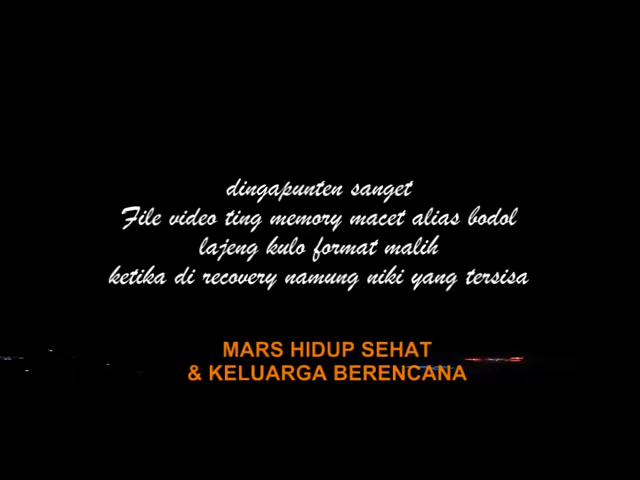 dingapunten sanget
File video ting memory macet alias bodol
lajeng kulo format malih
ketika di recovery namung niki yang tersisa
MARS HIDUP SEHAT
& KELUARGA BERENCANA